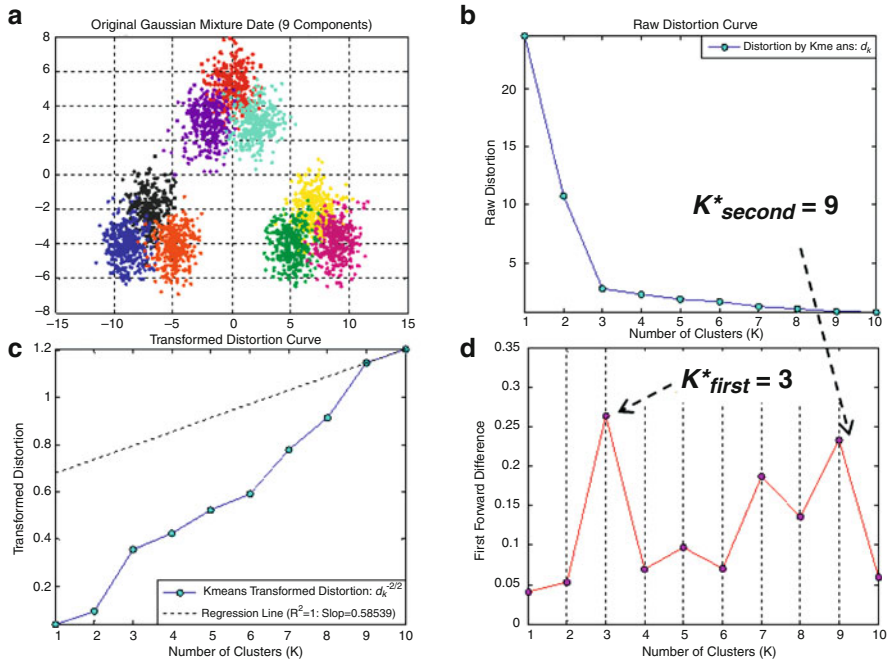 a
Original Gaussian Mixture Date (9 Components)
8
6
4
2
0
−2
−4
−6
−8
−15 −10 −5 0 5 10 15
b
Raw Distortion Curve
Distortion by Kme ans: d_k
Raw Distortion
20
15
10
5
K*second = 9
1 2 3 4 5 6 7 8 9 10
Number of Clusters (K)
c
Transformed Distortion Curve
Transformed Distortion
1.2
1
0.8
0.6
0.4
0.2
Kmeans Transformed Distortion: d_k^-2/2
Regression Line (R²=1: Slop=0.58539)
1 2 3 4 5 6 7 8 9 10
Number of Clusters (K)
d
K*first = 3
First Forward Difference
0.35
0.3
0.25
0.2
0.15
0.1
0.05
0
1 2 3 4 5 6 7 8 9 10
Number of Clusters (K)